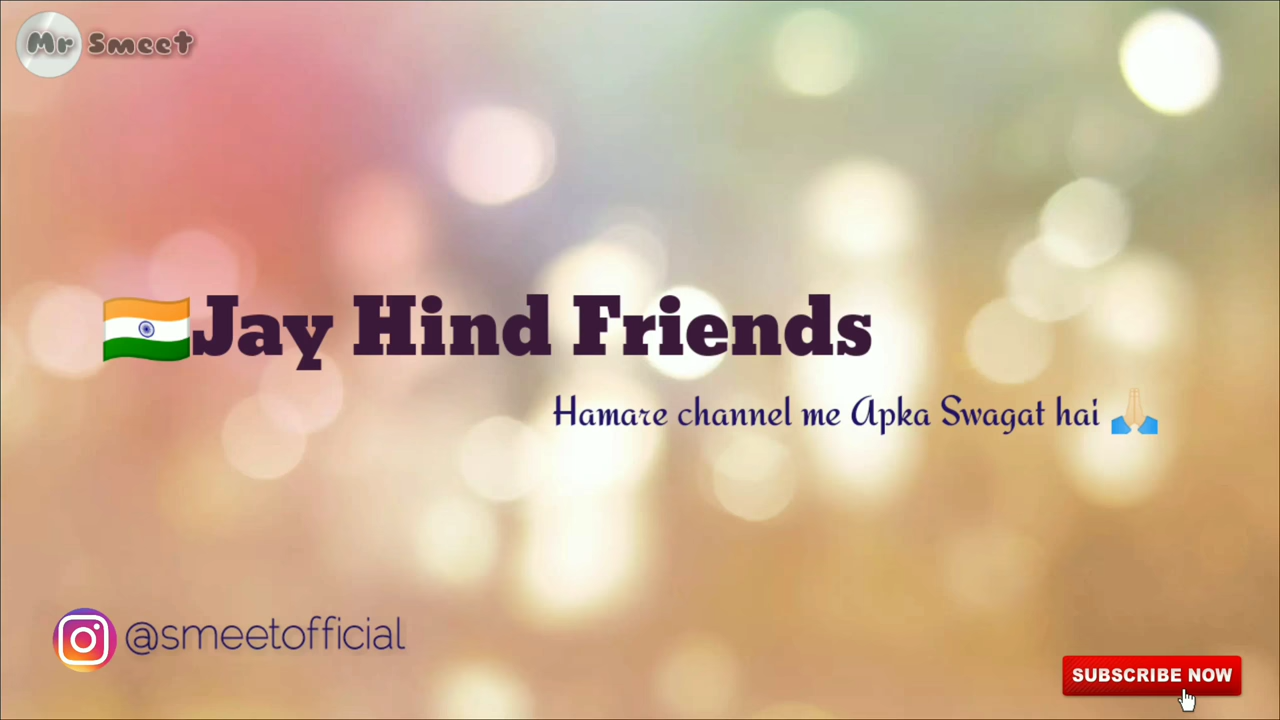 Mr Smeet
🇮🇳Jay Hind Friends
Hamare channel me Apka Swagat hai 🙏🏼
@smeetofficial
SUBSCRIBE NOW